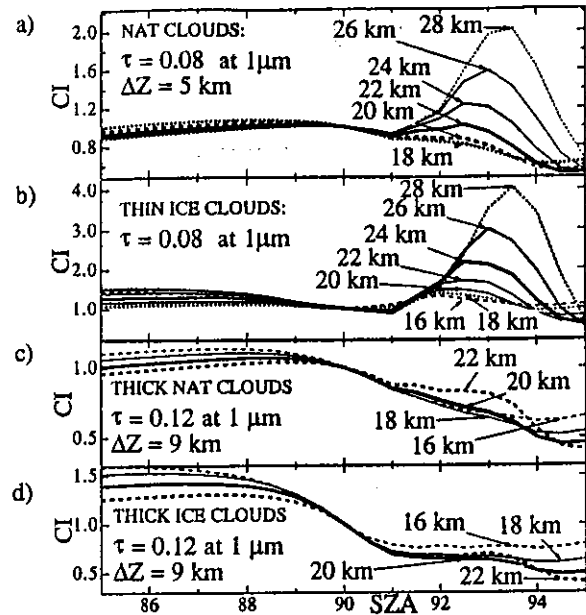 a)
NAT CLOUDS:
τ = 0.08 at 1μm
ΔZ = 5 km
26 km
28 km
24 km
22 km
20 km
18 km
CI
2.0
1.6
1.2
0.8
b)
THIN ICE CLOUDS:
τ = 0.08 at 1μm
28 km
26 km
24 km
22 km
20 km
16 km
18 km
CI
4.0
3.0
2.0
1.0
c)
THICK NAT CLOUDS
τ = 0.12 at 1 μm
ΔZ = 9 km
22 km
20 km
18 km
16 km
CI
1.0
0.5
d)
THICK ICE CLOUDS
τ = 0.12 at 1 μm
ΔZ = 9 km
16 km
18 km
20 km
22 km
CI
1.5
1.0
0.5
86
88
90
SZA
92
94